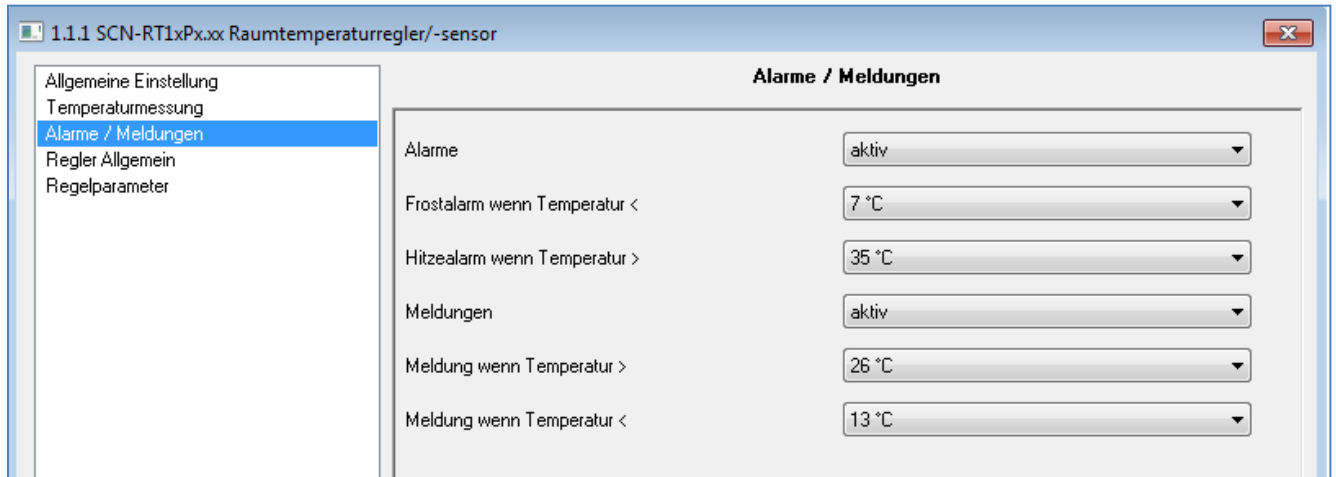 1.1.1 SCN-RT1xPx.xx Raumtemperaturregler/-sensor
Allgemeine Einstellung
Temperaturmessung
Alarme / Meldungen
Regler Allgemein
Regelparameter
Alarme / Meldungen
Alarme aktiv
Frostalarm wenn Temperatur < 7 °C
Hitzealarm wenn Temperatur > 35 °C
Meldungen aktiv
Meldung wenn Temperatur > 26 °C
Meldung wenn Temperatur < 13 °C